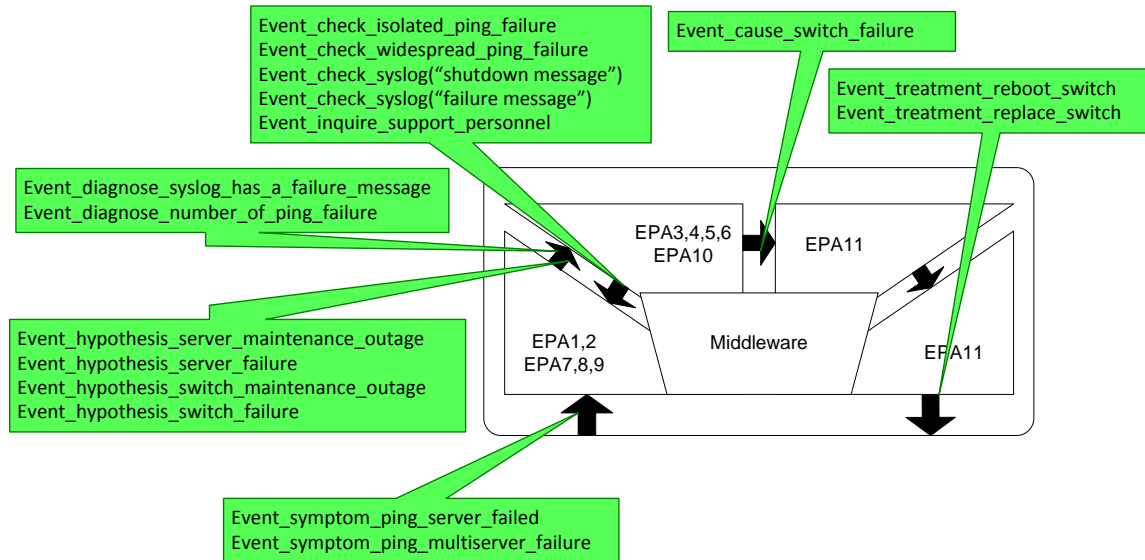 Event_check_isolated_ping_failure
Event_check_widespread_ping_failure
Event_check_syslog(“shutdown message”)
Event_check_syslog(“failure message”)
Event_inquire_support_personnel
Event_cause_switch_failure
Event_treatment_reboot_switch
Event_treatment_replace_switch
Event_diagnose_syslog_has_a_failure_message
Event_diagnose_number_of_ping_failure
EPA3,4,5,6
EPA10
EPA11
Event_hypothesis_server_maintenance_outage
Event_hypothesis_server_failure
Event_hypothesis_switch_maintenance_outage
Event_hypothesis_switch_failure
EPA1,2
EPA7,8,9
Middleware
EPA11
Event_symptom_ping_server_failed
Event_symptom_ping_multiserver_failure